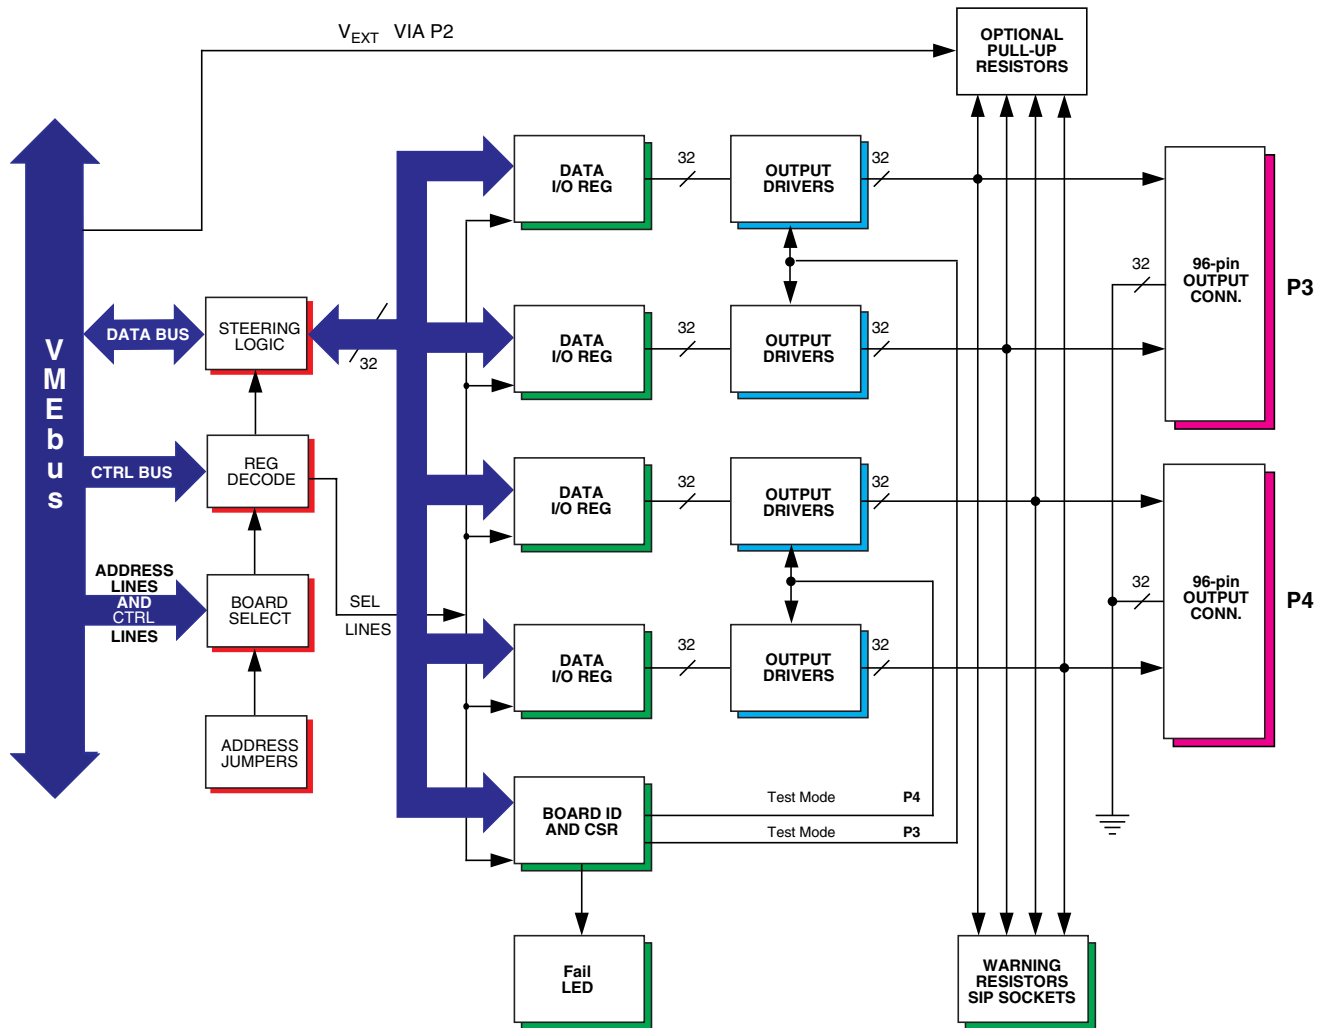 V_EXT VIA P2
OPTIONAL
PULL-UP
RESISTORS
VMEbus
DATA BUS
STEERING
LOGIC
32
CTRL BUS
REG
DECODE
ADDRESS
LINES
AND
CTRL
LINES
BOARD
SELECT
ADDRESS
JUMPERS
SEL
LINES
DATA
I/O REG
32
OUTPUT
DRIVERS
32
DATA
I/O REG
32
OUTPUT
DRIVERS
32
DATA
I/O REG
32
OUTPUT
DRIVERS
32
DATA
I/O REG
32
OUTPUT
DRIVERS
32
32
96-pin
OUTPUT
CONN.
P3
32
96-pin
OUTPUT
CONN.
P4
BOARD ID
AND CSR
Test Mode P4
Test Mode P3
Fail
LED
WARNING
RESISTORS
SIP SOCKETS